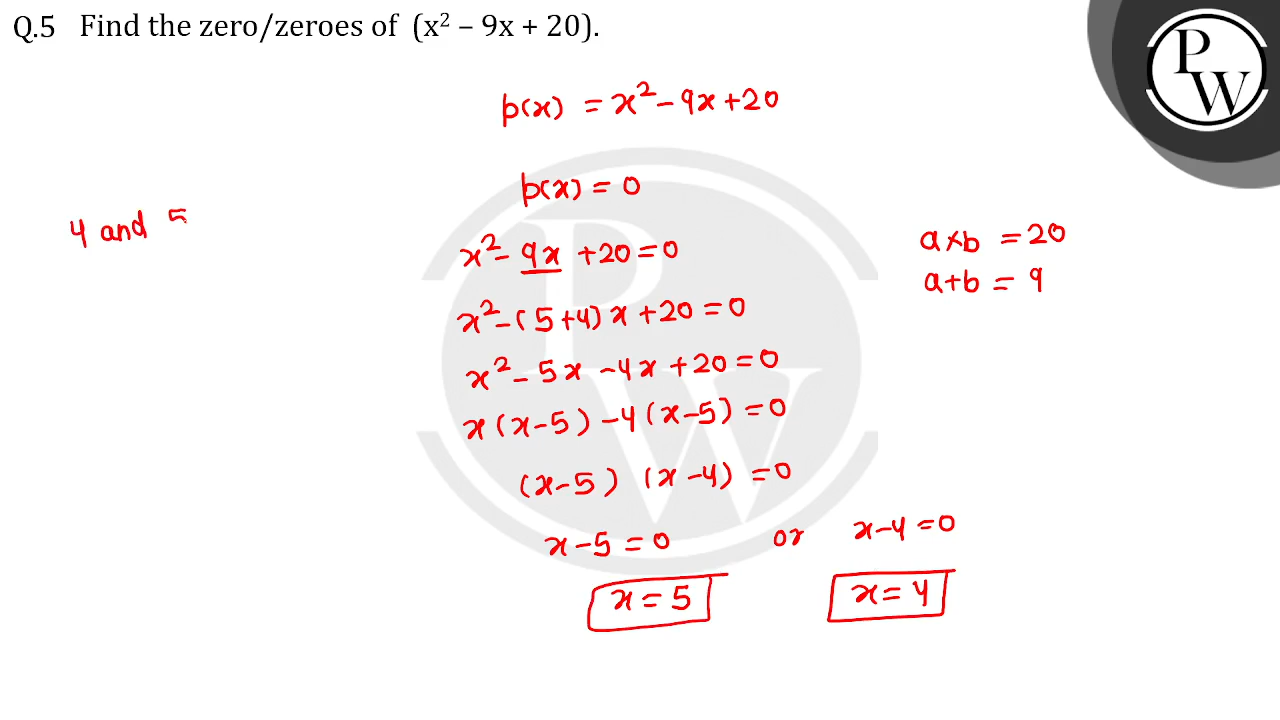 Q.5 Find the zero/zeroes of (x² – 9x + 20).
PW
p(x) = x² - 9x + 20
p(x) = 0
4 and 5
x² - 9x + 20 = 0
a×b = 20
a+b = 9
x² - (5+4)x + 20 = 0
x² - 5x - 4x + 20 = 0
x(x-5) - 4(x-5) = 0
(x-5) (x-4) = 0
x-5 = 0 or x-4 = 0
x = 5 x = 4